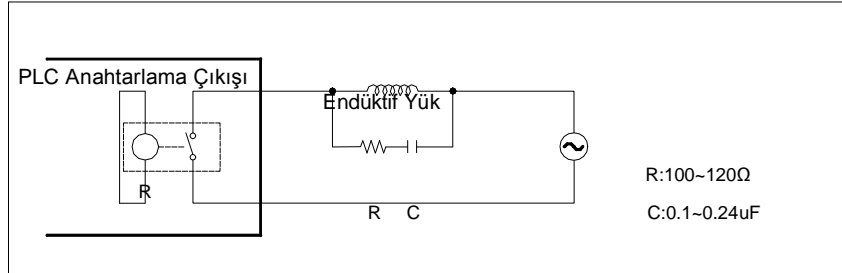 PLC Anahtarlama Çıkışı
Endüktif Yük
R
R C
R:100~120Ω
C:0.1~0.24uF